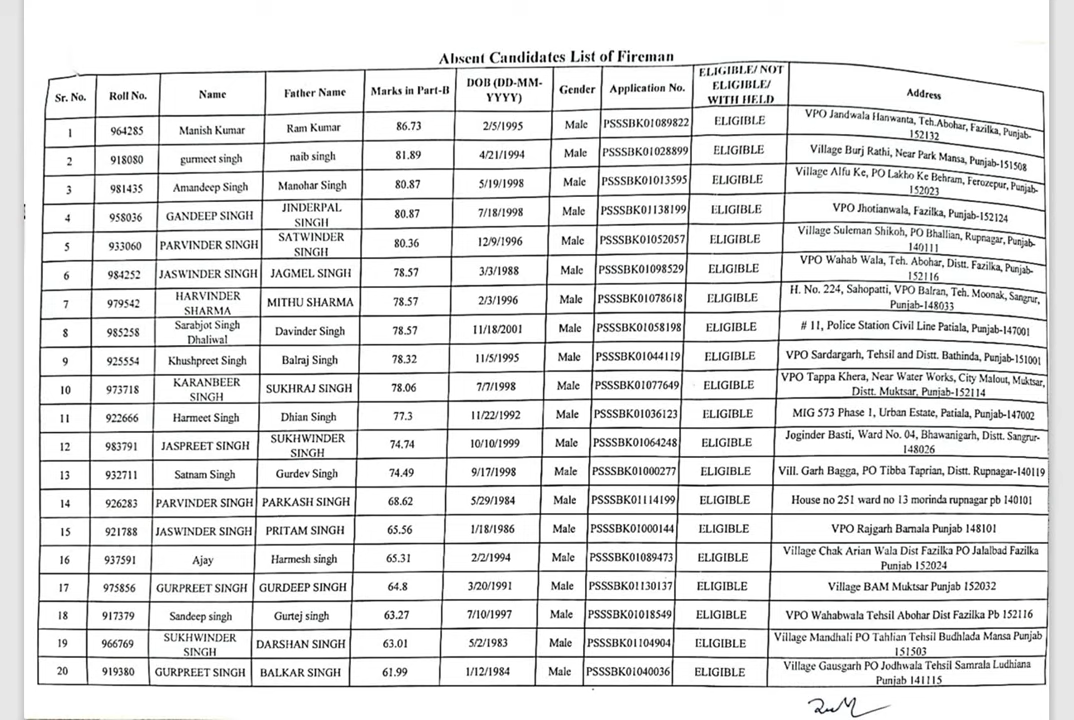 Absent Candidates List of Fireman
Sr. No. Roll No. Name Father Name Marks in Part-B DOB (DD-MM-YYYY) Gender Application No. ELIGIBLE/ NOT ELIGIBLE/ WITH HELD Address
1 964285 Manish Kumar Ram Kumar 86.73 2/5/1995 Male PSSSBK01089822 ELIGIBLE VPO Jandwala Hanwanta, Teh.Abohar, Fazilka, Punjab-152132
2 918080 gurmeet singh naib singh 81.89 4/21/1994 Male PSSSBK01028899 ELIGIBLE Village Burj Rathi, Near Park Mansa, Punjab-151508
3 981435 Amandeep Singh Manohar Singh 80.87 5/19/1998 Male PSSSBK01013595 ELIGIBLE Village Alfu Ke, PO Lakho Ke Behram, Ferozepur, Punjab-152023
4 958036 GANDEEP SINGH JINDERPAL SINGH 80.87 7/18/1998 Male PSSSBK01138199 ELIGIBLE VPO Jhotianwala, Fazilka, Punjab-152124
5 933060 PARVINDER SINGH SATWINDER SINGH 80.36 12/9/1996 Male PSSSBK01052057 ELIGIBLE Village Suleman Shikoh, PO Bhallian, Rupnagar, Punjab-140111
6 984252 JASWINDER SINGH JAGMEL SINGH 78.57 3/3/1988 Male PSSSBK01098529 ELIGIBLE VPO Wahab Wala, Teh. Abohar, Distt. Fazilka, Punjab-152116
7 979542 HARVINDER SHARMA MITHU SHARMA 78.57 2/3/1996 Male PSSSBK01078618 ELIGIBLE H. No. 224, Sahopatti, VPO Balran, Teh. Moonak, Sangrur, Punjab-148033
8 985258 Sarabjot Singh Dhaliwal Davinder Singh 78.57 11/18/2001 Male PSSSBK01058198 ELIGIBLE # 11, Police Station Civil Line Patiala, Punjab-147001
9 925554 Khushpreet Singh Balraj Singh 78.32 11/5/1995 Male PSSSBK01044119 ELIGIBLE VPO Sardargarh, Tehsil and Distt. Bathinda, Punjab-151001
10 973718 KARANBEER SINGH SUKHRAJ SINGH 78.06 7/7/1998 Male PSSSBK01077649 ELIGIBLE VPO Tappa Khera, Near Water Works, City Malout, Muktsar, Distt. Muktsar, Punjab-152114
11 922666 Harmeet Singh Dhian Singh 77.3 11/22/1992 Male PSSSBK01036123 ELIGIBLE MIG 573 Phase 1, Urban Estate, Patiala, Punjab-147002
12 983791 JASPREET SINGH SUKHWINDER SINGH 74.74 10/10/1999 Male PSSSBK01064248 ELIGIBLE Joginder Basti, Ward No. 04, Bhawanigarh, Distt. Sangrur-148026
13 932711 Satnam Singh Gurdev Singh 74.49 9/17/1998 Male PSSSBK01000277 ELIGIBLE Vill. Garh Bagga, PO Tibba Taprian, Distt. Rupnagar-140119
14 926283 PARVINDER SINGH PARKASH SINGH 68.62 5/29/1984 Male PSSSBK01114199 ELIGIBLE House no 251 ward no 13 morinda rupnagar pb 140101
15 921788 JASWINDER SINGH PRITAM SINGH 65.56 1/18/1986 Male PSSSBK01000144 ELIGIBLE VPO Rajgarh Barnala Punjab 148101
16 937591 Ajay Harmesh singh 65.31 2/2/1994 Male PSSSBK01089473 ELIGIBLE Village Chak Arian Wala Dist Fazilka PO Jalalbad Fazilka Punjab 152024
17 975856 GURPREET SINGH GURDEEP SINGH 64.8 3/20/1991 Male PSSSBK01130137 ELIGIBLE Village BAM Muktsar Punjab 152032
18 917379 Sandeep singh Gurtej singh 63.27 7/10/1997 Male PSSSBK01018549 ELIGIBLE VPO Wahabwala Tehsil Abohar Dist Fazilka Pb 152116
19 966769 SUKHWINDER SINGH DARSHAN SINGH 63.01 5/2/1983 Male PSSSBK01104904 ELIGIBLE Village Mandhali PO Tahlian Tehsil Budhlada Mansa Punjab 151503
20 919380 GURPREET SINGH BALKAR SINGH 61.99 1/12/1984 Male PSSSBK01040036 ELIGIBLE Village Gausgarh PO Jodhwala Tehsil Samrala Ludhiana Punjab 141115